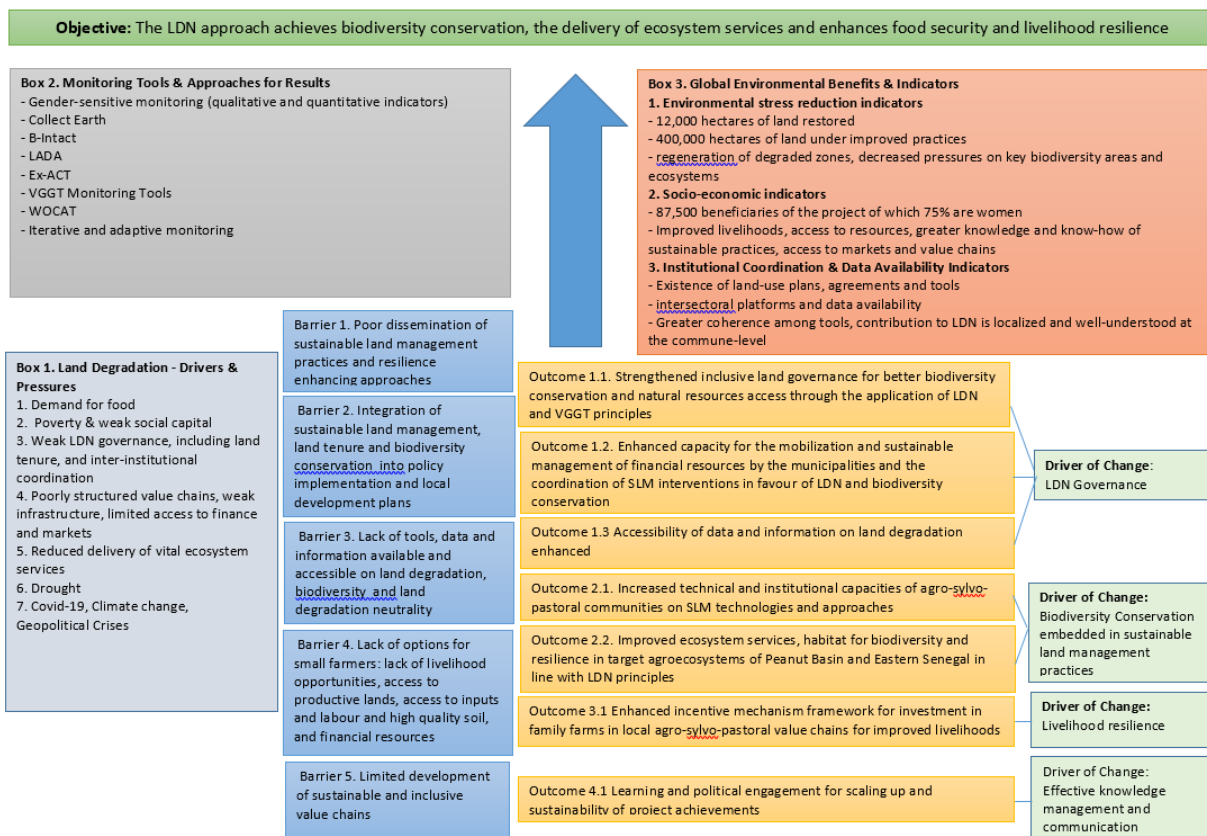 Objective: The LDN approach achieves biodiversity conservation, the delivery of ecosystem services and enhances food security and livelihood resilience
Box 2. Monitoring Tools & Approaches for Results
- Gender-sensitive monitoring (qualitative and quantitative indicators)
- Collect Earth
- B-Intact
- LADA
- Ex-ACT
- VGGT Monitoring Tools
- WOCAT
- Iterative and adaptive monitoring
Box 3. Global Environmental Benefits & Indicators
1. Environmental stress reduction indicators
- 12,000 hectares of land restored
- 400,000 hectares of land under improved practices
- regeneration of degraded zones, decreased pressures on key biodiversity areas and
ecosystems
2. Socio-economic indicators
- 87,500 beneficiaries of the project of which 75% are women
- Improved livelihoods, access to resources, greater knowledge and know-how of
sustainable practices, access to markets and value chains
3. Institutional Coordination & Data Availability Indicators
- Existence of land-use plans, agreements and tools
- intersectoral platforms and data availability
- Greater coherence among tools, contribution to LDN is localized and well-understood at
the commune-level
Box 1. Land Degradation - Drivers &
Pressures
1. Demand for food
2. Poverty & weak social capital
3. Weak LDN governance, including land
tenure, and inter-institutional
coordination
4. Poorly structured value chains, weak
infrastructure, limited access to finance
and markets
5. Reduced delivery of vital ecosystem
services
6. Drought
7. Covid-19, Climate change,
Geopolitical Crises
Barrier 1. Poor dissemination of
sustainable land management
practices and resilience
enhancing approaches
Barrier 2. Integration of
sustainable land management,
land tenure and biodiversity
conservation into policy
implementation and local
development plans
Barrier 3. Lack of tools, data and
information available and
accessible on land degradation,
biodiversity and land
degradation neutrality
Barrier 4. Lack of options for
small farmers: lack of livelihood
opportunities, access to
productive lands, access to inputs
and labour and high quality soil,
and financial resources
Barrier 5. Limited development
of sustainable and inclusive
value chains
Outcome 1.1. Strengthened inclusive land governance for better biodiversity
conservation and natural resources access through the application of LDN
and VGGT principles
Outcome 1.2. Enhanced capacity for the mobilization and sustainable
management of financial resources by the municipalities and the
coordination of SLM interventions in favour of LDN and biodiversity
conservation
Outcome 1.3 Accessibility of data and information on land degradation
enhanced
Outcome 2.1. Increased technical and institutional capacities of agro-sylvo-
pastoral communities on SLM technologies and approaches
Outcome 2.2. Improved ecosystem services, habitat for biodiversity and
resilience in target agroecosystems of Peanut Basin and Eastern Senegal in
line with LDN principles
Outcome 3.1 Enhanced incentive mechanism framework for investment in
family farms in local agro-sylvo-pastoral value chains for improved livelihoods
Outcome 4.1 Learning and political engagement for scaling up and
sustainability of project achievements
Driver of Change:
LDN Governance
Driver of Change:
Biodiversity Conservation
embedded in sustainable
land management
practices
Driver of Change:
Livelihood resilience
Driver of Change:
Effective knowledge
management and
communication